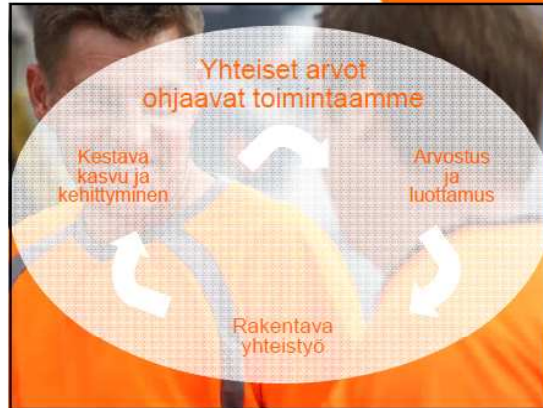 Yhteiset arvot
ohjaavat toimintaamme
Kestävä
kasvu ja
kehittyminen
Arvostus
ja
luottamus
Rakentava
yhteistyö